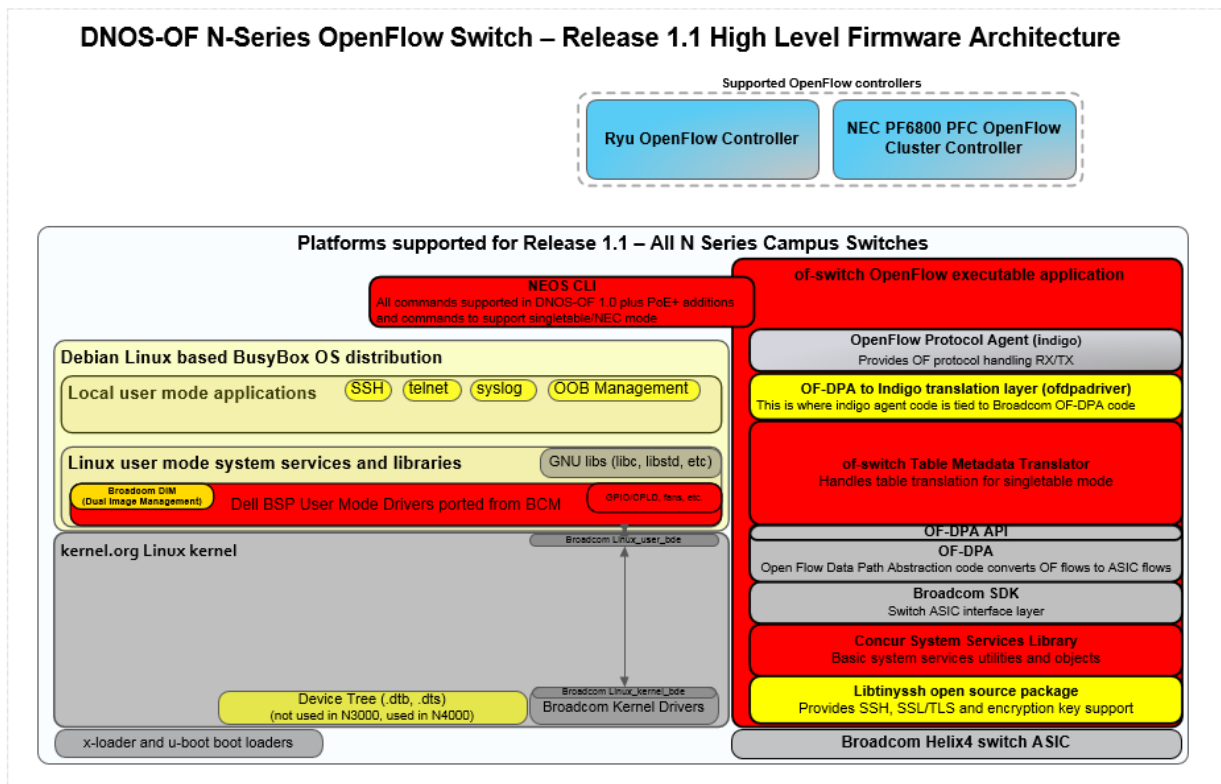 DNOS-OF N-Series OpenFlow Switch – Release 1.1 High Level Firmware Architecture
Supported OpenFlow controllers
Ryu OpenFlow Controller
NEC PF6800 PFC OpenFlow
Cluster Controller
Platforms supported for Release 1.1 – All N Series Campus Switches
NEOS CLI
All commands supported in DNOS-OF 1.0 plus PoE+ additions
and commands to support singletable/NEC mode
of-switch OpenFlow executable application
OpenFlow Protocol Agent (indigo)
Provides OF protocol handling RX/TX
OF-DPA to Indigo translation layer (ofdpadriver)
This is where indigo agent code is tied to Broadcom OF-DPA code
of-switch Table Metadata Translator
Handles table translation for singletable mode
OF-DPA API
OF-DPA
Open Flow Data Path Abstraction code converts OF flows to ASIC flows
Broadcom SDK
Switch ASIC interface layer
Concur System Services Library
Basic system services utilities and objects
Libtinyssh open source package
Provides SSH, SSL/TLS and encryption key support
Broadcom Helix4 switch ASIC
Debian Linux based BusyBox OS distribution
Local user mode applications
SSH
telnet
syslog
OOB Management
Linux user mode system services and libraries
GNU libs (libc, libstd, etc)
Broadcom DIM
(Dual Image Management)
Dell BSP User Mode Drivers ported from BCM
GPIO/CPLD, fans, etc.
kernel.org Linux kernel
Broadcom Linux_user_bde
Broadcom Linux_kernel_bde
Broadcom Kernel Drivers
Device Tree (.dtb, .dts)
(not used in N3000, used in N4000)
x-loader and u-boot boot loaders